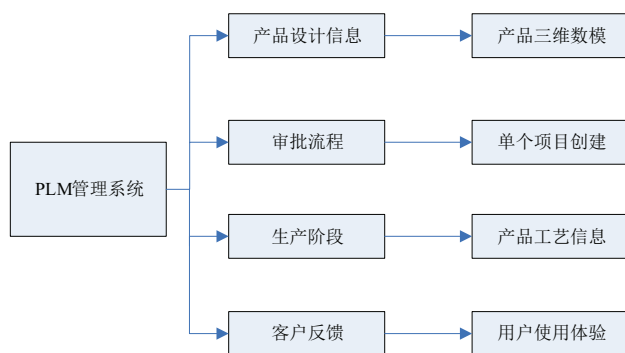 产品设计信息
产品三维数模
审批流程
单个项目创建
PLM管理系统
生产阶段
产品工艺信息
客户反馈
用户使用体验